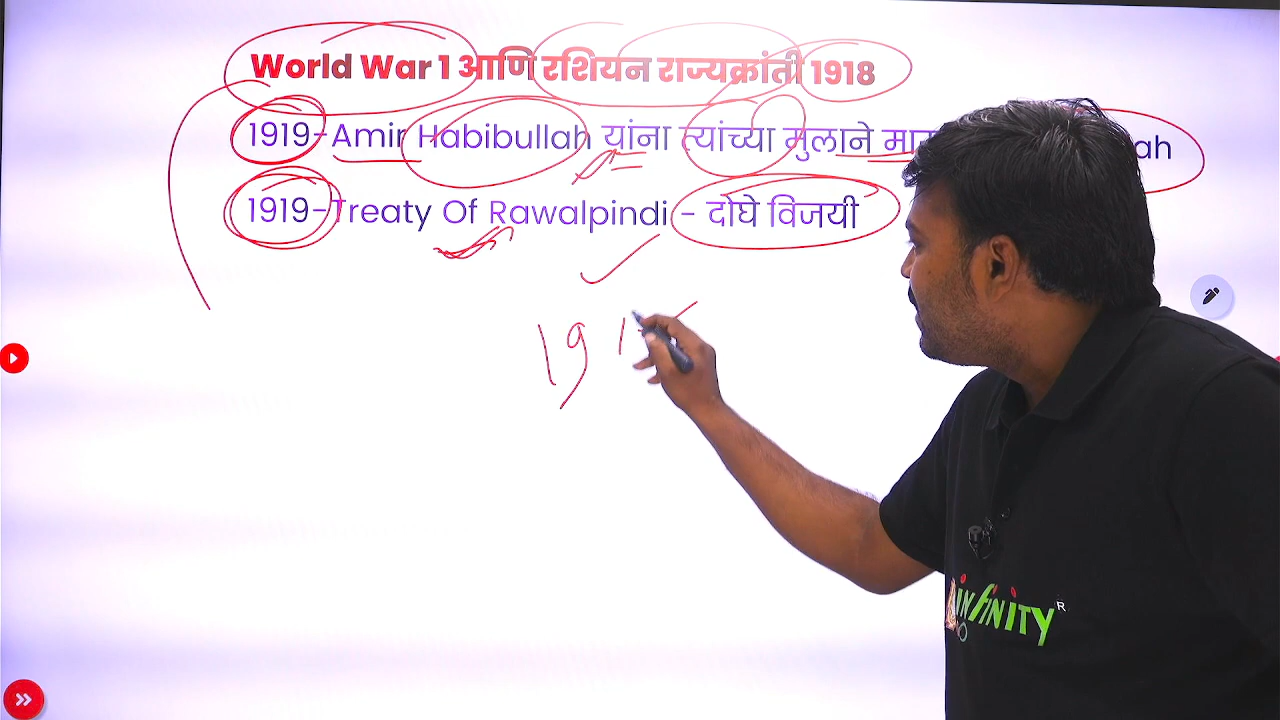 World War 1 आणि रशियन राज्यक्रांती 1918
1919-Amir Habibullah यांना त्यांच्या मुलाने
1919-Treaty Of Rawalpindi - दोघे विजयी
19
infinity
R